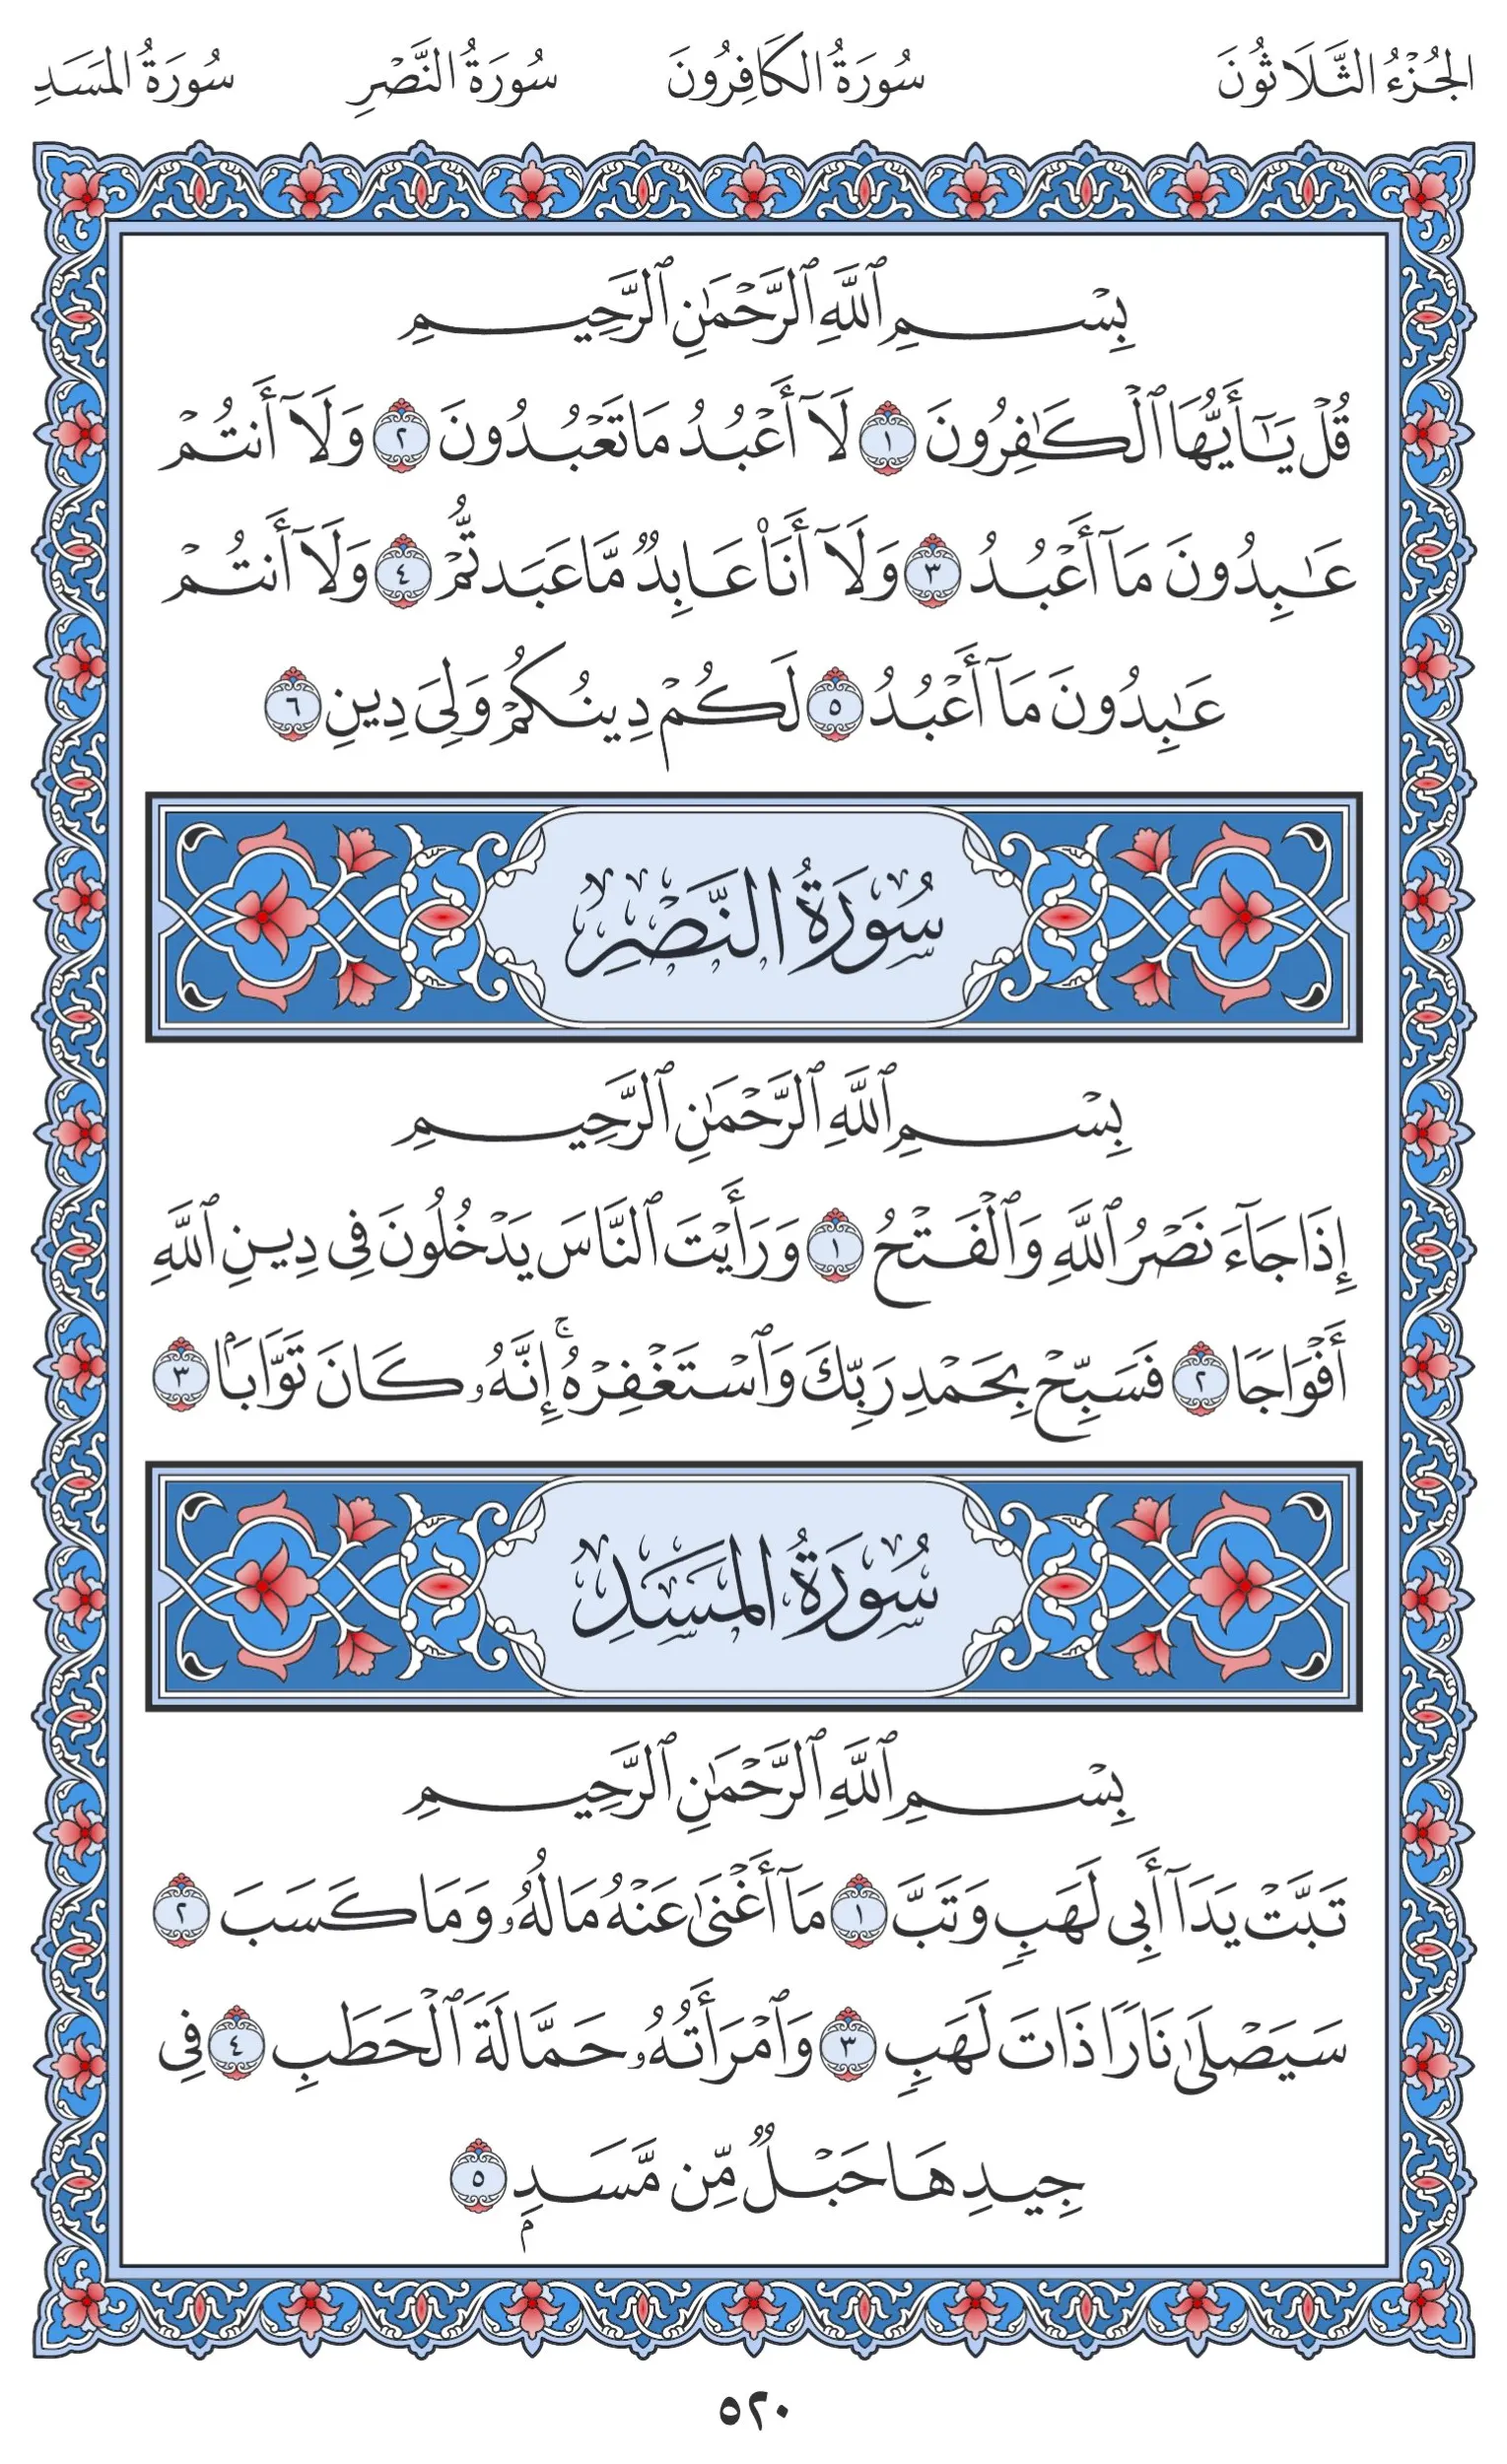 الجُزْءُ الثَّلَاثُونَ سُورَةُ الكَافِرُونَ سُورَةُ النَّصْرِ سُورَةُ المَسَدِ
بِسْمِ ٱللَّهِ ٱلرَّحْمَٰنِ ٱلرَّحِيمِ
قُلْ يَـٰٓأَيُّهَا ٱلْكَـٰفِرُونَ ١ لَآ أَعْبُدُ مَا تَعْبُدُونَ ٢ وَلَآ أَنتُمْ
عَـٰبِدُونَ مَآ أَعْبُدُ ٣ وَلَآ أَنَا۠ عَابِدٌ مَّا عَبَدتُّمْ ٤ وَلَآ أَنتُمْ
عَـٰبِدُونَ مَآ أَعْبُدُ ٥ لَكُمْ دِينُكُمْ وَلِىَ دِينِ ٦
سُورَةُ النَّصْرِ
بِسْمِ ٱللَّهِ ٱلرَّحْمَٰنِ ٱلرَّحِيمِ
إِذَا جَآءَ نَصْرُ ٱللَّهِ وَٱلْفَتْحُ ١ وَرَأَيْتَ ٱلنَّاسَ يَدْخُلُونَ فِى دِينِ ٱللَّهِ
أَفْوَاجًا ٢ فَسَبِّحْ بِحَمْدِ رَبِّكَ وَٱسْتَغْفِرْهُ ۚ إِنَّهُۥ كَانَ تَوَّابَۢا ٣
سُورَةُ المَسَدِ
بِسْمِ ٱللَّهِ ٱلرَّحْمَٰنِ ٱلرَّحِيمِ
تَبَّتْ يَدَآ أَبِى لَهَبٍ وَتَبَّ ١ مَآ أَغْنَىٰ عَنْهُ مَالُهُۥ وَمَا كَسَبَ ٢
سَيَصْلَىٰ نَارًا ذَاتَ لَهَبٍ ٣ وَٱمْرَأَتُهُۥ حَمَّالَةَ ٱلْحَطَبِ ٤ فِى
جِيدِهَا حَبْلٌ مِّن مَّسَدٍۭ ٥
٥٢٠